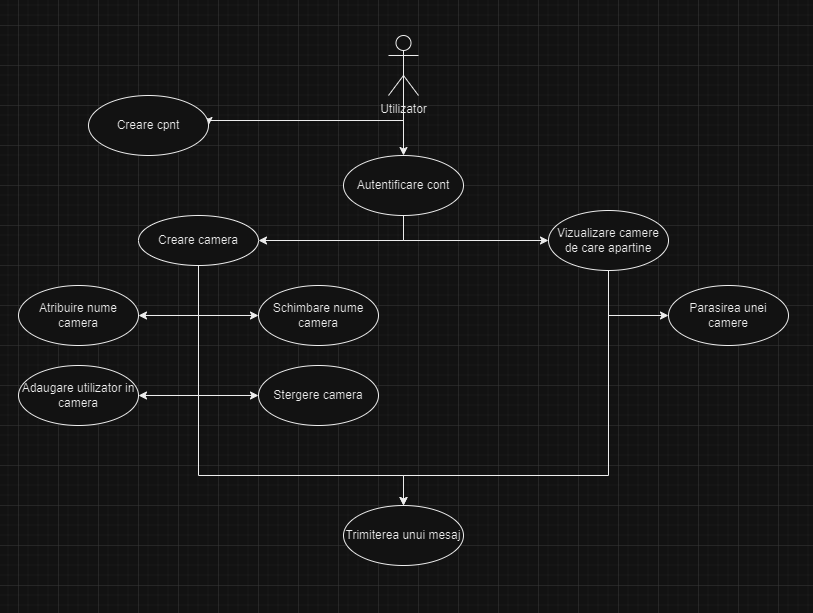 Utilizator
Creare cpnt
Autentificare cont
Creare camera
Vizualizare camere
de care apartine
Atribuire nume
camera
Schimbare nume
camera
Parasirea unei
camere
Adaugare utilizator in
camera
Stergere camera
Trimiterea unui mesaj